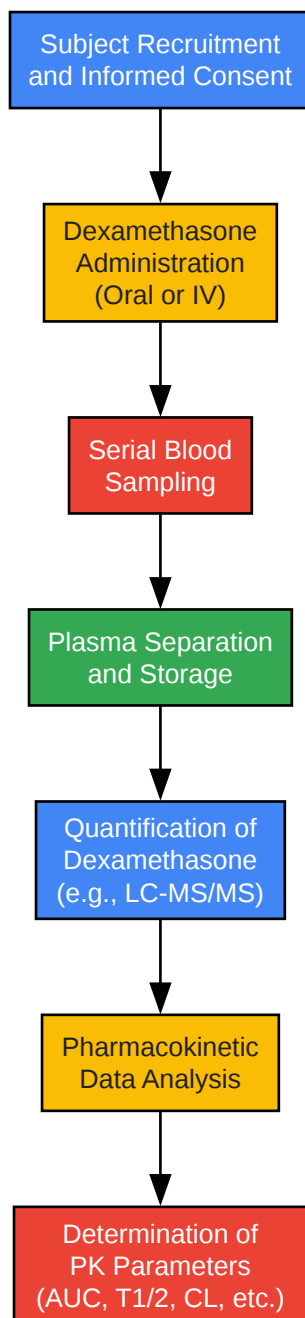 Subject Recruitment
and Informed Consent
Dexamethasone
Administration
(Oral or IV)
Serial Blood
Sampling
Plasma Separation
and Storage
Quantification of
Dexamethasone
(e.g., LC-MS/MS)
Pharmacokinetic
Data Analysis
Determination of
PK Parameters
(AUC, T1/2, CL, etc.)